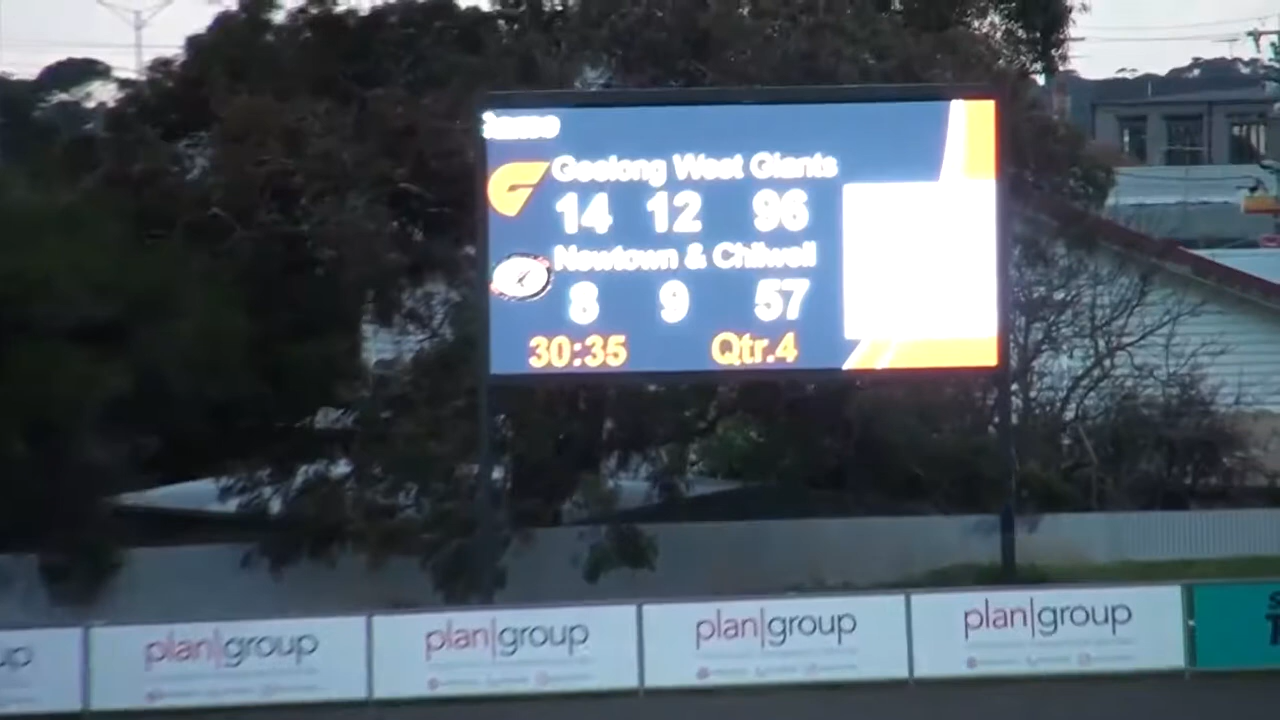 Geelong West Giants
14 12 96
Newtown & Chilwell
8 9 57
30:35 Qtr.4
plan|group
plan|group
plan|group
plan|group